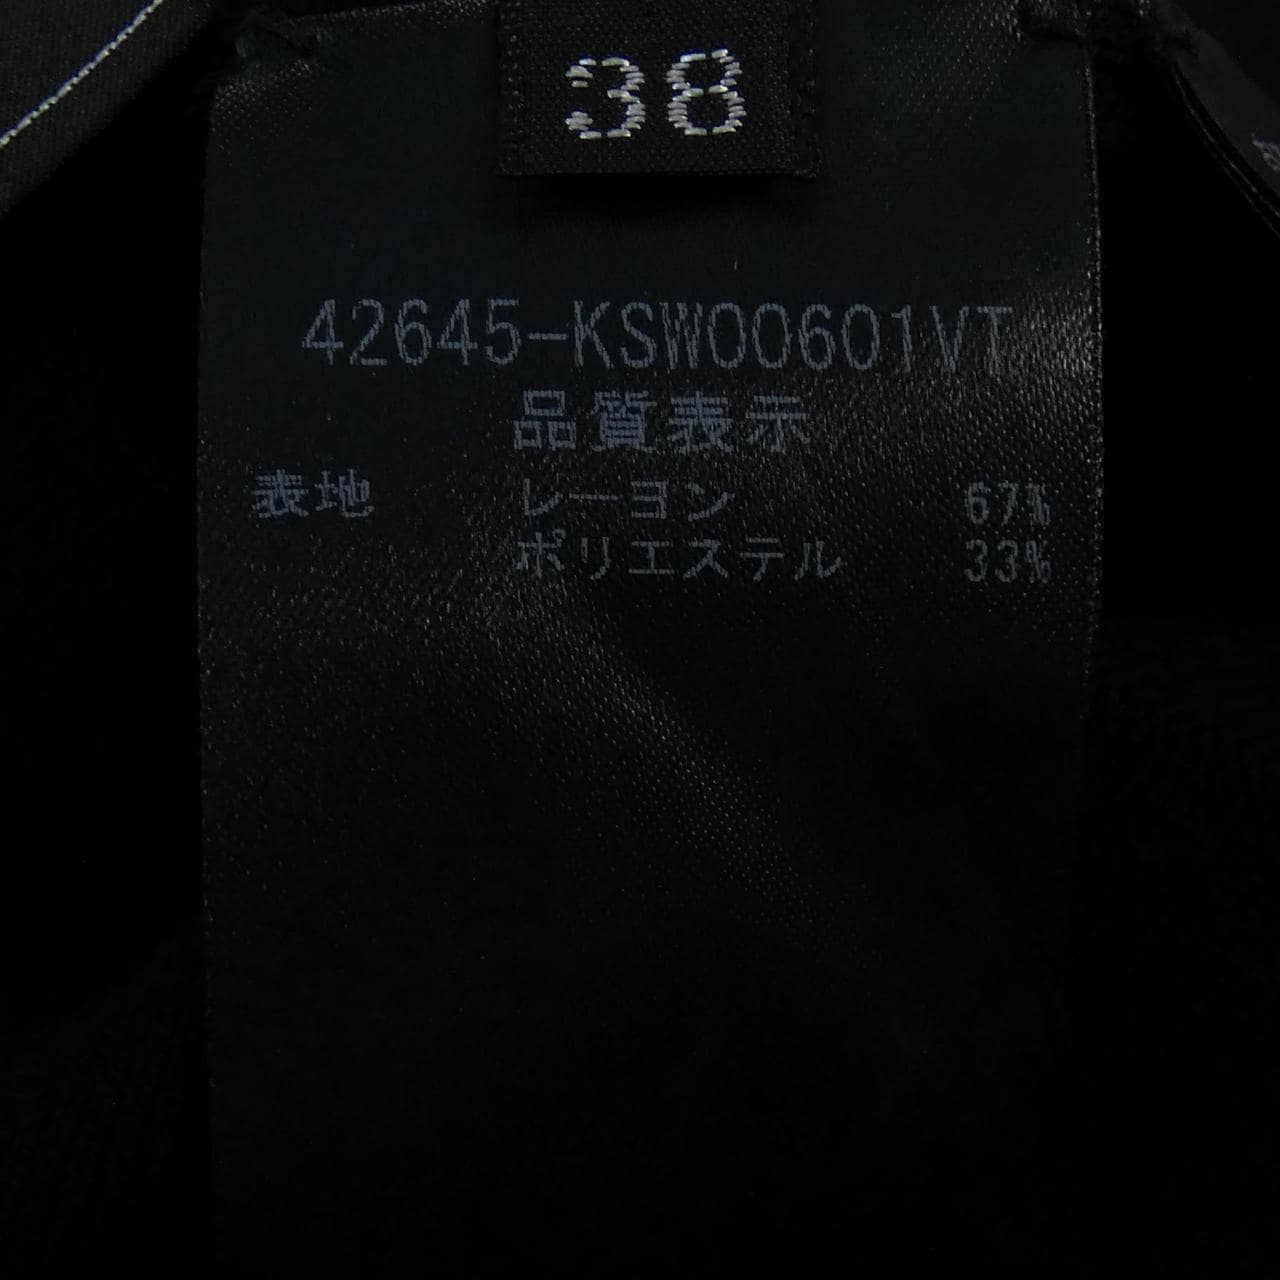 38
42645-KSW00601VT
品質表示
表地 レーヨン 67%
ポリエステル 33%